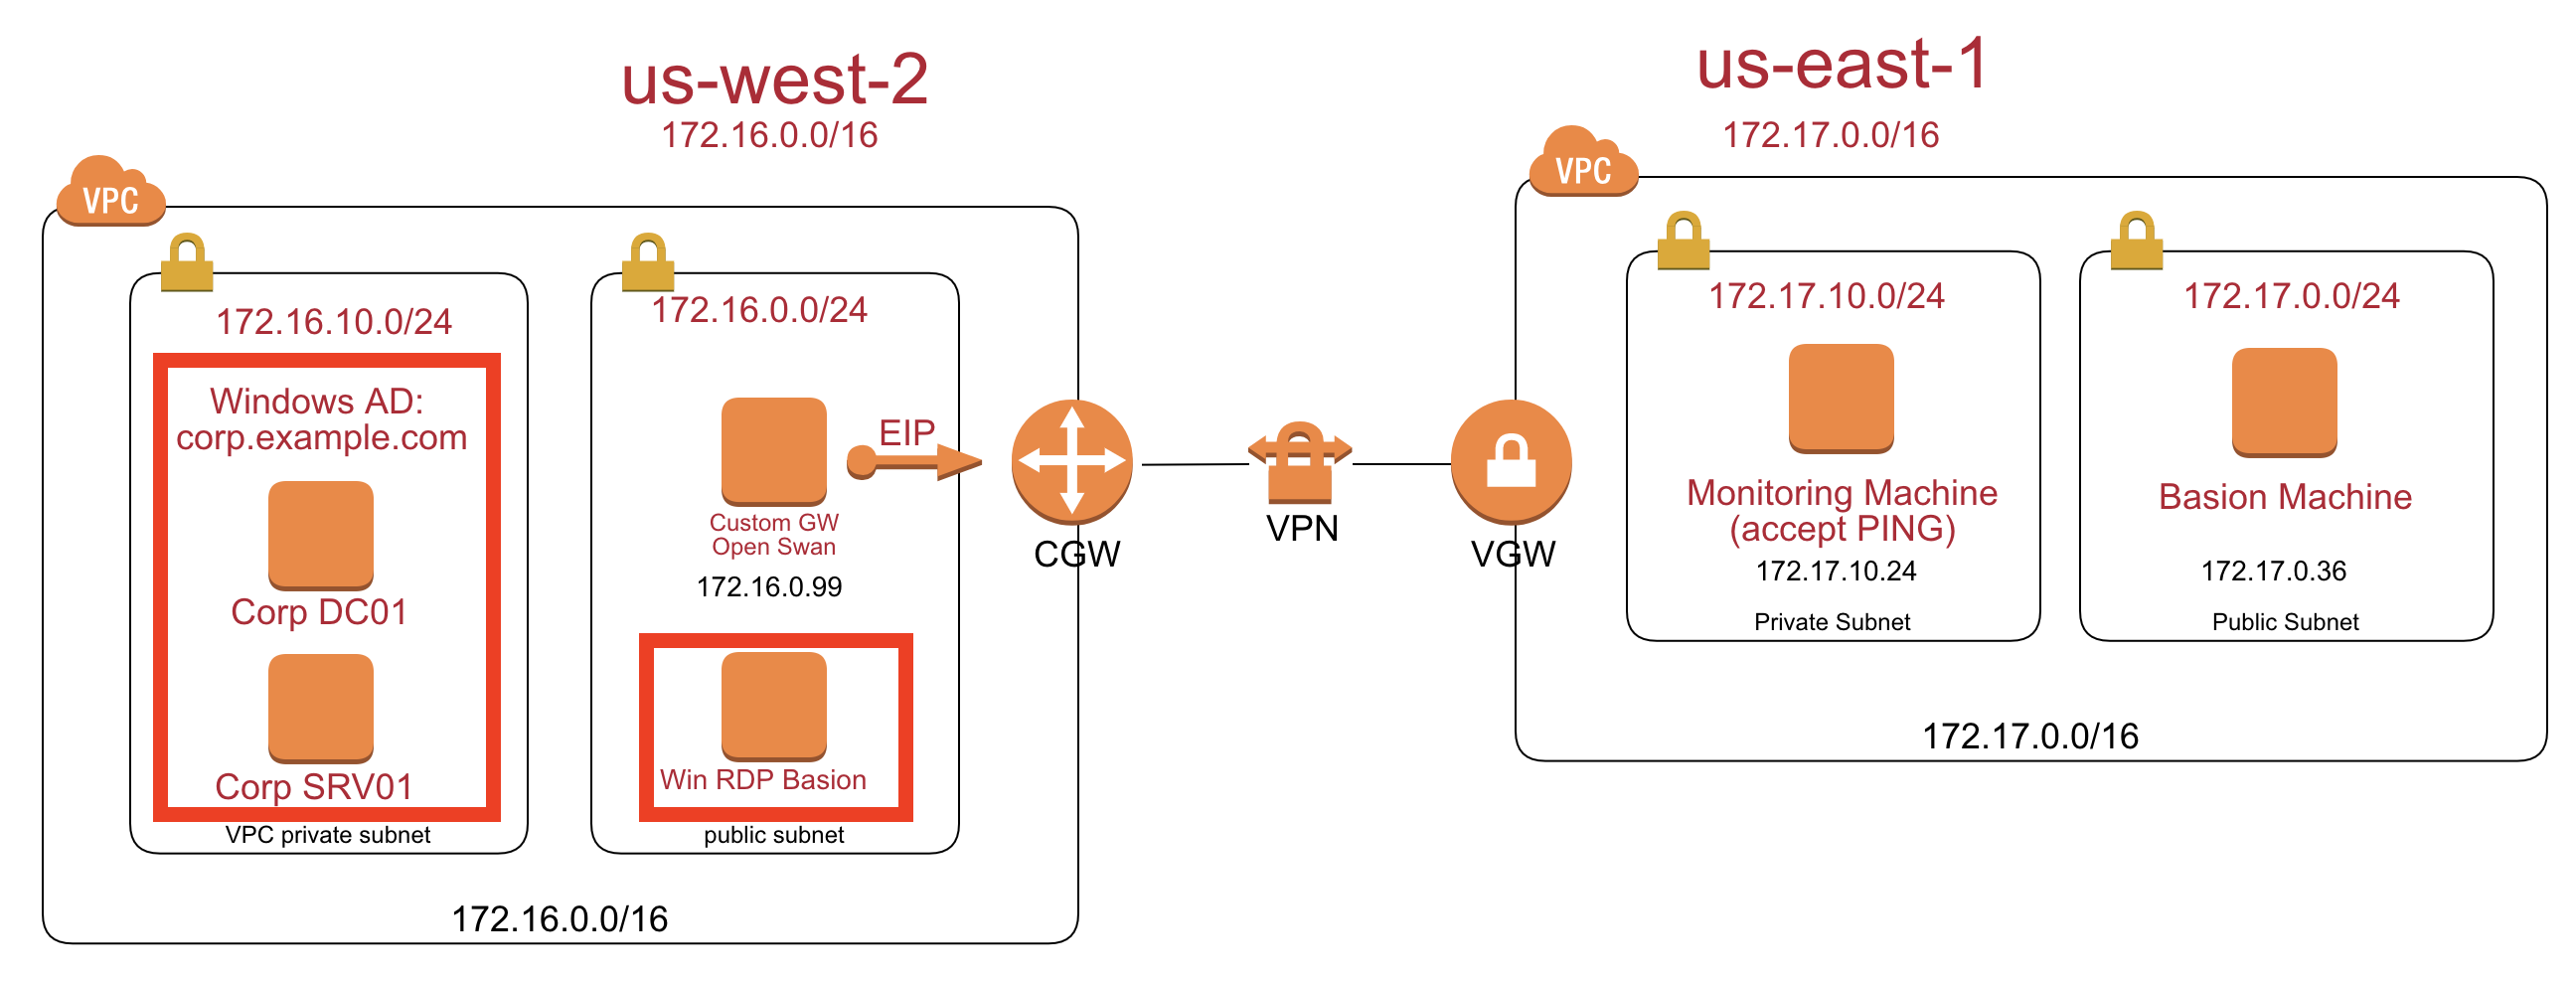 us-west-2
172.16.0.0/16
VPC
172.16.10.0/24
Windows AD:
corp.example.com
Corp DC01
Corp SRV01
VPC private subnet
172.16.0.0/24
EIP
Custom GW
Open Swan
172.16.0.99
Win RDP Basion
public subnet
172.16.0.0/16
CGW
VPN
VGW
us-east-1
172.17.0.0/16
VPC
172.17.10.0/24
Monitoring Machine
(accept PING)
172.17.10.24
Private Subnet
172.17.0.0/24
Basion Machine
172.17.0.36
Public Subnet
172.17.0.0/16